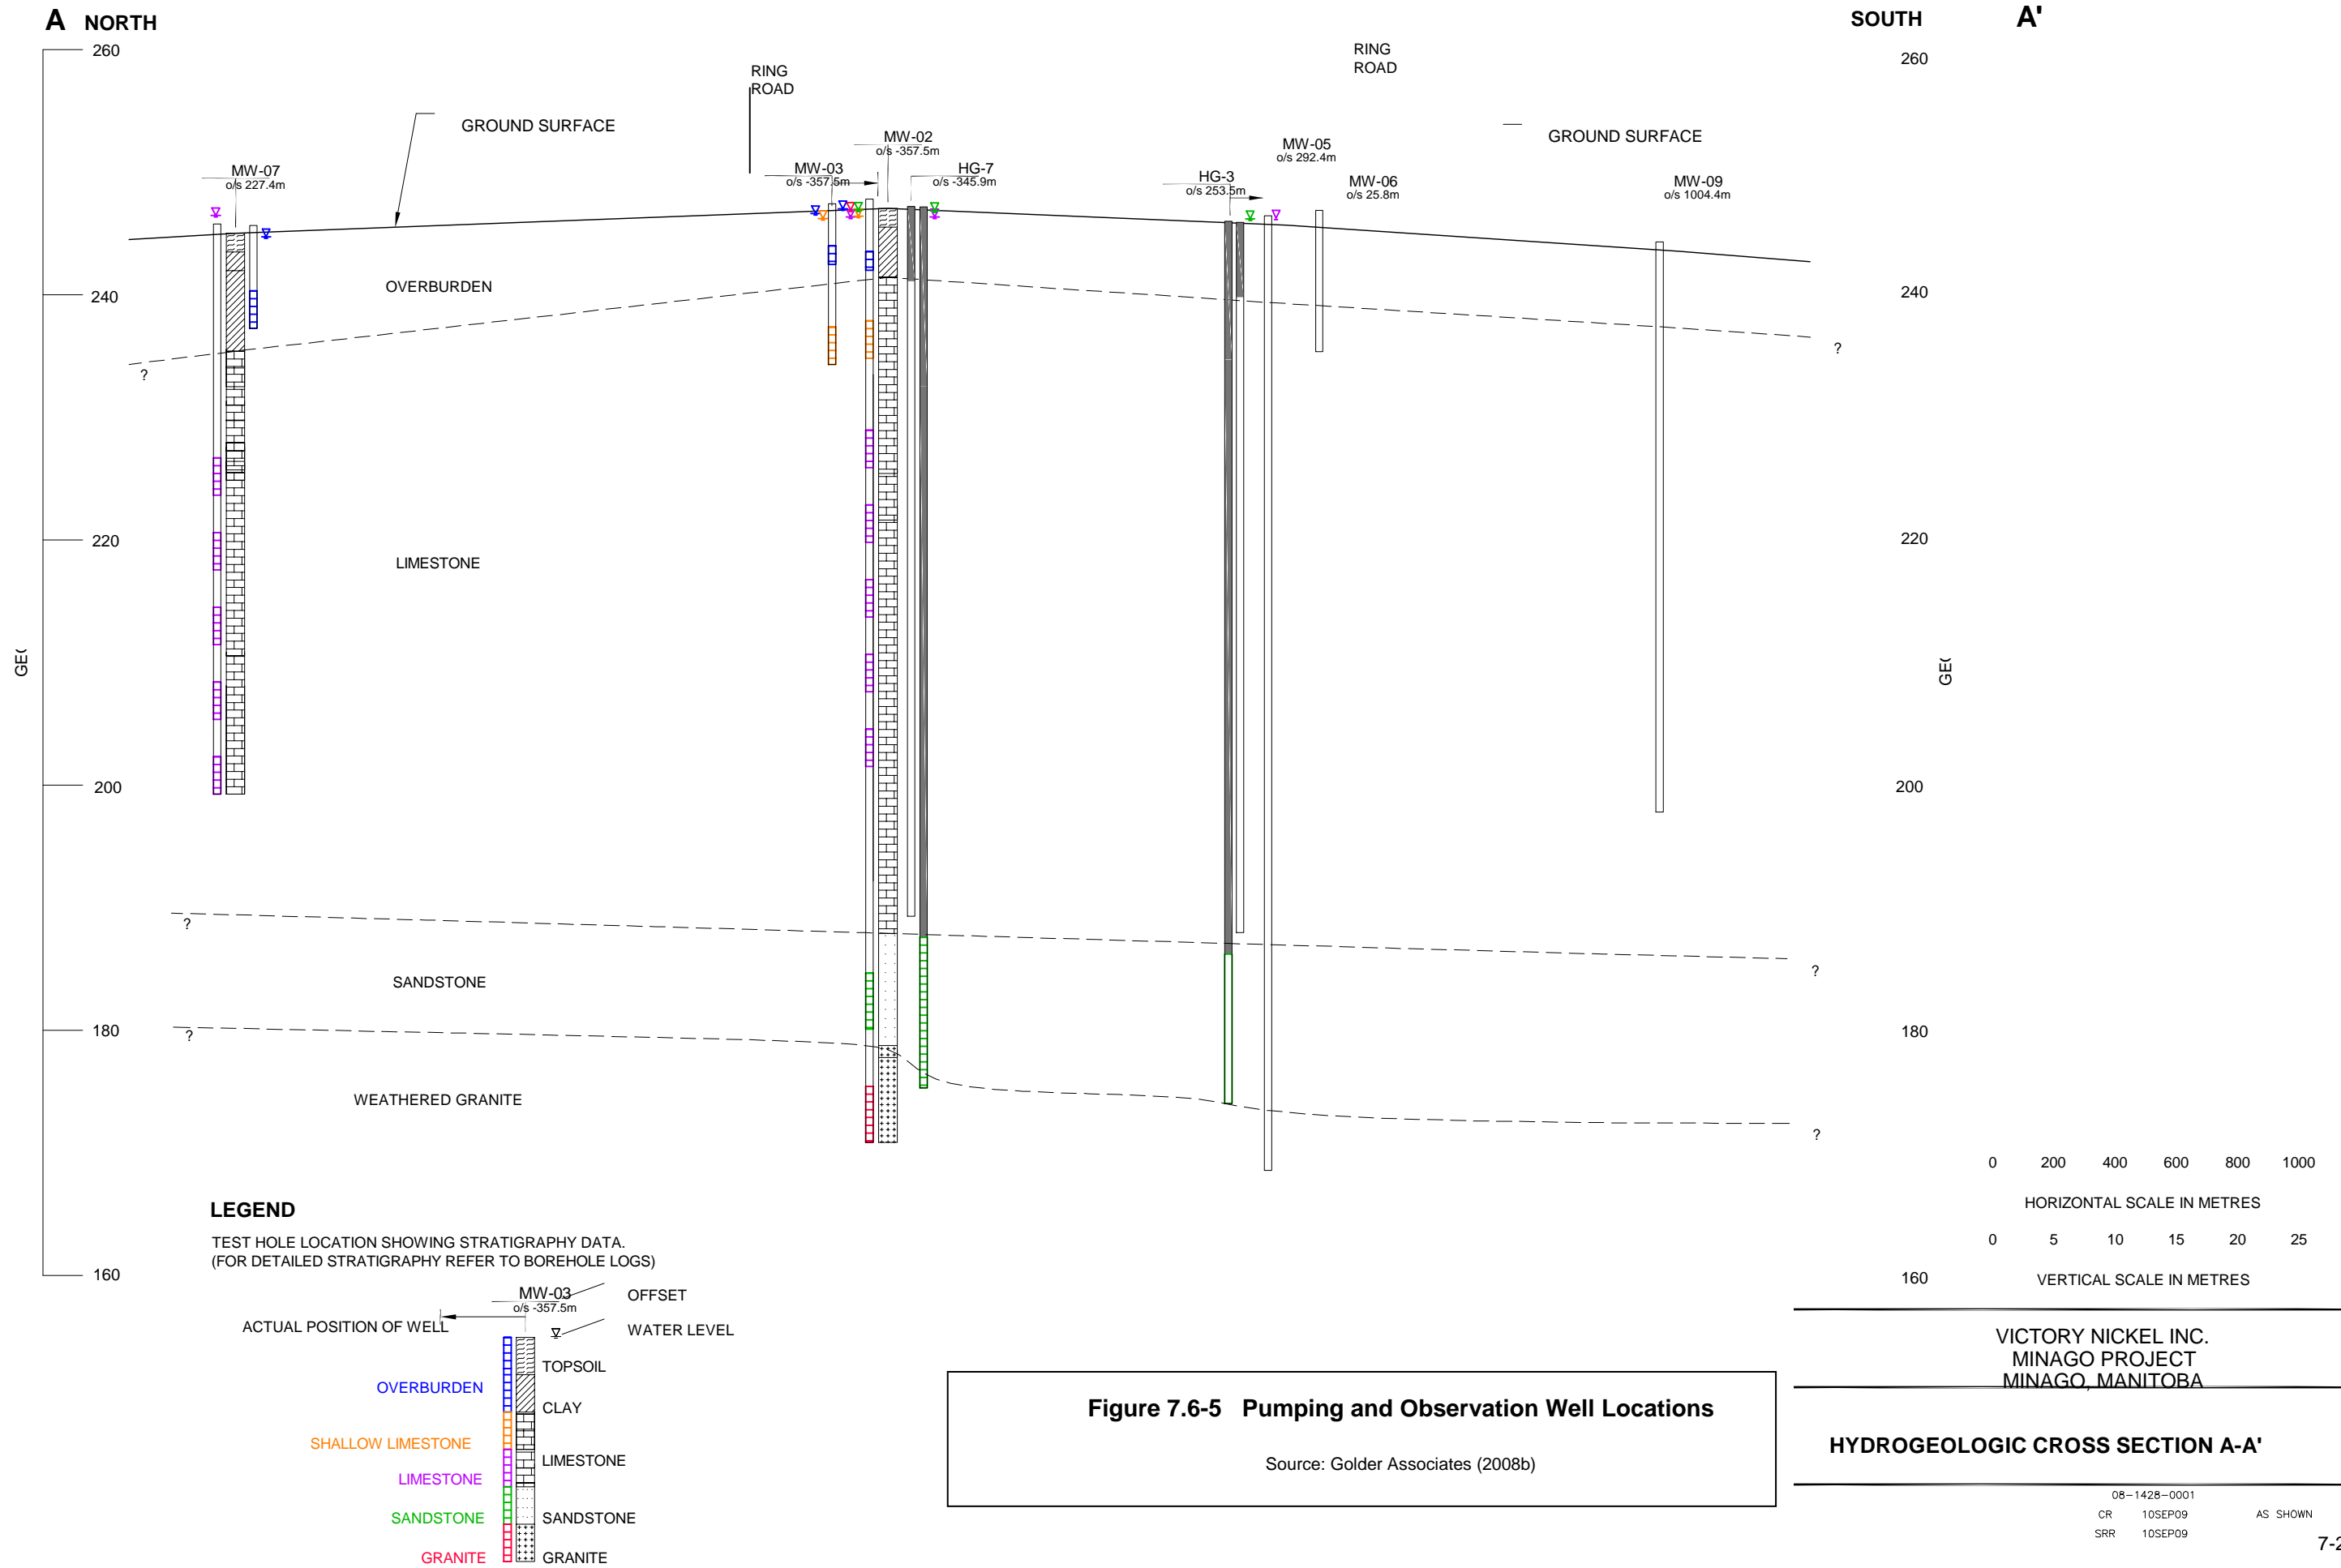 A NORTH
SOUTH A'
260
260
RING
ROAD
RING
ROAD
GROUND SURFACE
GROUND SURFACE
MW-07
o/s 227.4m
MW-03
o/s -357.5m
MW-02
o/s -357.5m
HG-7
o/s -345.9m
HG-3
o/s 253.5m
MW-05
o/s 292.4m
MW-06
o/s 25.8m
MW-09
o/s 1004.4m
OVERBURDEN
240
240
?
?
220
LIMESTONE
220
GEO
GEO
200
200
?
?
SANDSTONE
180
180
?
?
WEATHERED GRANITE
160
160
0 200 400 600 800 1000
HORIZONTAL SCALE IN METRES
0 5 10 15 20 25
VERTICAL SCALE IN METRES
LEGEND
TEST HOLE LOCATION SHOWING STRATIGRAPHY DATA.
(FOR DETAILED STRATIGRAPHY REFER TO BOREHOLE LOGS)
MW-03
o/s -357.5m
OFFSET
ACTUAL POSITION OF WELL
WATER LEVEL
TOPSOIL
OVERBURDEN
CLAY
SHALLOW LIMESTONE
LIMESTONE
LIMESTONE
SANDSTONE
SANDSTONE
GRANITE
GRANITE
Figure 7.6-5 Pumping and Observation Well Locations
Source: Golder Associates (2008b)
VICTORY NICKEL INC.
MINAGO PROJECT
MINAGO, MANITOBA
HYDROGEOLOGIC CROSS SECTION A-A'
08-1428-0001
CR 10SEP09 AS SHOWN
SRR 10SEP09
7-2